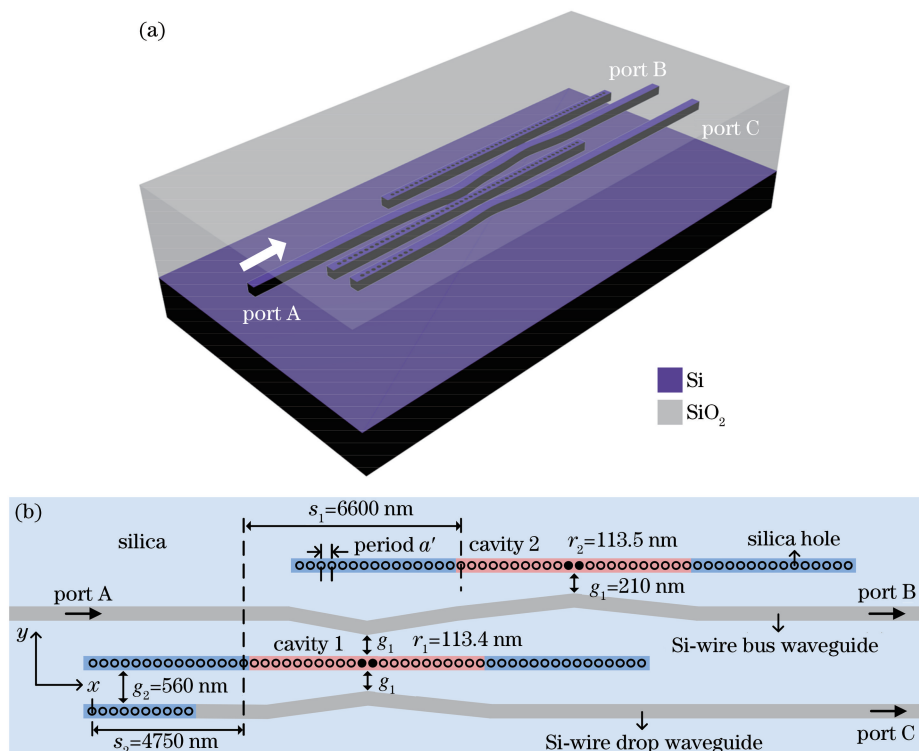 (a)
port B
port C
port A
Si
SiO₂
(b)
s₁=6600 nm
silica
period a′
cavity 2
r₂=113.5 nm
silica hole
port A
g₁=210 nm
port B
y
cavity 1
g₁
r₁=113.4 nm
Si-wire bus waveguide
x
g₂=560 nm
g₁
s₂=4750 nm
Si-wire drop waveguide
port C